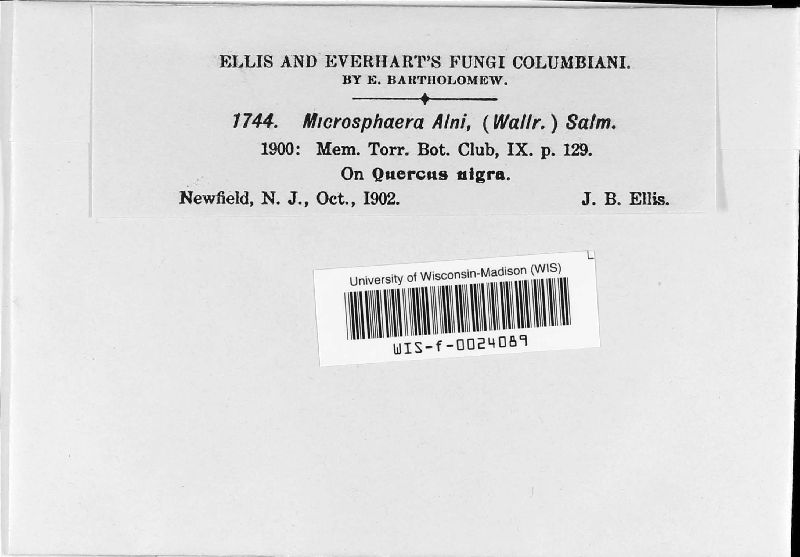 ELLIS AND EVERHART'S FUNGI COLUMBIANI.
BY E. BARTHOLOMEW.
1744. Microsphaera Alni, (Wallr.) Salm.
1900: Mem. Torr. Bot. Club, IX. p. 129.
On Quercus nigra.
Newfield, N. J., Oct., 1902. J. B. Ellis.
University of Wisconsin-Madison (WIS)
WIS-f-0024089